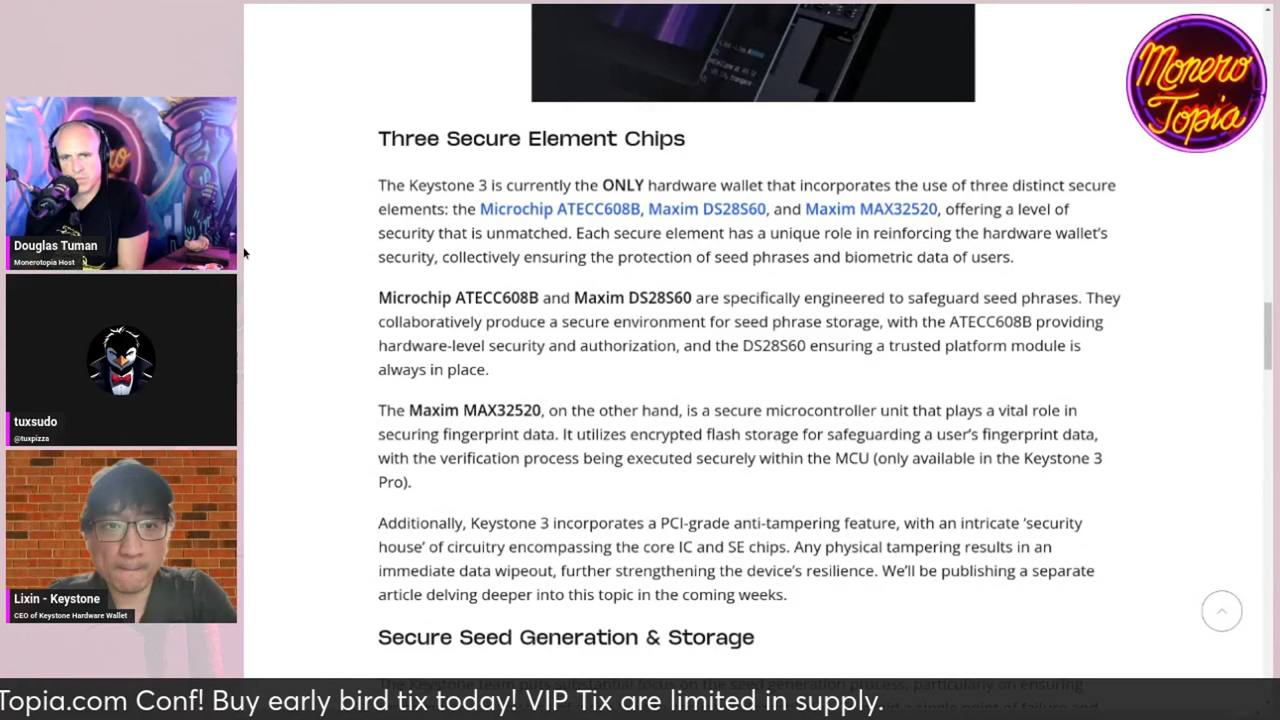 Monero
Topia
Three Secure Element Chips
The Keystone 3 is currently the ONLY hardware wallet that incorporates the use of three distinct secure
elements: the Microchip ATECC608B, Maxim DS28S60, and Maxim MAX32520, offering a level of
security that is unmatched. Each secure element has a unique role in reinforcing the hardware wallet's
security, collectively ensuring the protection of seed phrases and biometric data of users.
Microchip ATECC608B and Maxim DS28S60 are specifically engineered to safeguard seed phrases. They
collaboratively produce a secure environment for seed phrase storage, with the ATECC608B providing
hardware-level security and authorization, and the DS28S60 ensuring a trusted platform module is
always in place.
The Maxim MAX32520, on the other hand, is a secure microcontroller unit that plays a vital role in
securing fingerprint data. It utilizes encrypted flash storage for safeguarding a user's fingerprint data,
with the verification process being executed securely within the MCU (only available in the Keystone 3
Pro).
Additionally, Keystone 3 incorporates a PCI-grade anti-tampering feature, with an intricate 'security
house' of circuitry encompassing the core IC and SE chips. Any physical tampering results in an
immediate data wipeout, further strengthening the device's resilience. We'll be publishing a separate
article delving deeper into this topic in the coming weeks.
Secure Seed Generation & Storage
Douglas Tuman
Monerotopia Host
tuxsudo
@tuxpizza
Lixin - Keystone
CEO of Keystone Hardware Wallet
Topia.com Conf! Buy early bird tix today! VIP Tix are limited in supply.